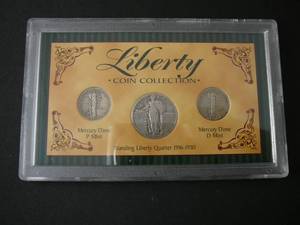 Liberty
• COIN COLLECTION •
Mercury Dime
P Mint
Mercury Dime
D Mint
Standing Liberty Quarter 1916-1930